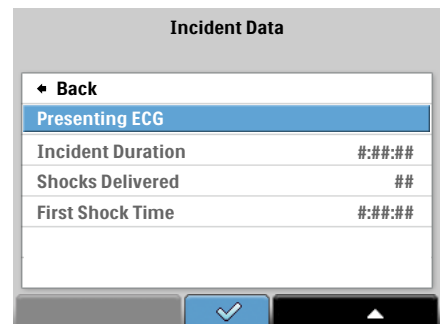 Incident Data
Back
Presenting ECG
Incident Duration #:##:##
Shocks Delivered ##
First Shock Time #:##:##